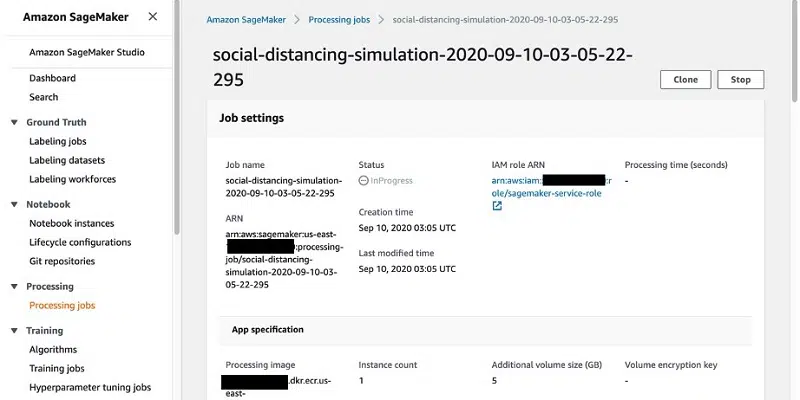 Amazon SageMaker
Amazon SageMaker Studio
Dashboard
Search
Ground Truth
Labeling jobs
Labeling datasets
Labeling workforces
Notebook
Notebook instances
Lifecycle configurations
Git repositories
Processing
Processing jobs
Training
Algorithms
Training jobs
Hyperparameter tuning jobs
Amazon SageMaker > Processing jobs > social-distancing-simulation-2020-09-10-03-05-22-295
social-distancing-simulation-2020-09-10-03-05-22-
295
Clone
Stop
Job settings
Job name
social-distancing-simulation-
2020-09-10-03-05-22-295
ARN
arn:aws:sagemaker:us-east-
:processing-
job/social-distancing-
simulation-2020-09-10-03-
05-22-295
Status
InProgress
Creation time
Sep 10, 2020 03:05 UTC
Last modified time
Sep 10, 2020 03:05 UTC
IAM role ARN
arn:aws:iam: :r
ole/sagemaker-service-role
Processing time (seconds)
-
App specification
Processing image
.dkr.ecr.us-
east-
Instance count
1
Additional volume size (GB)
5
Volume encryption key
-